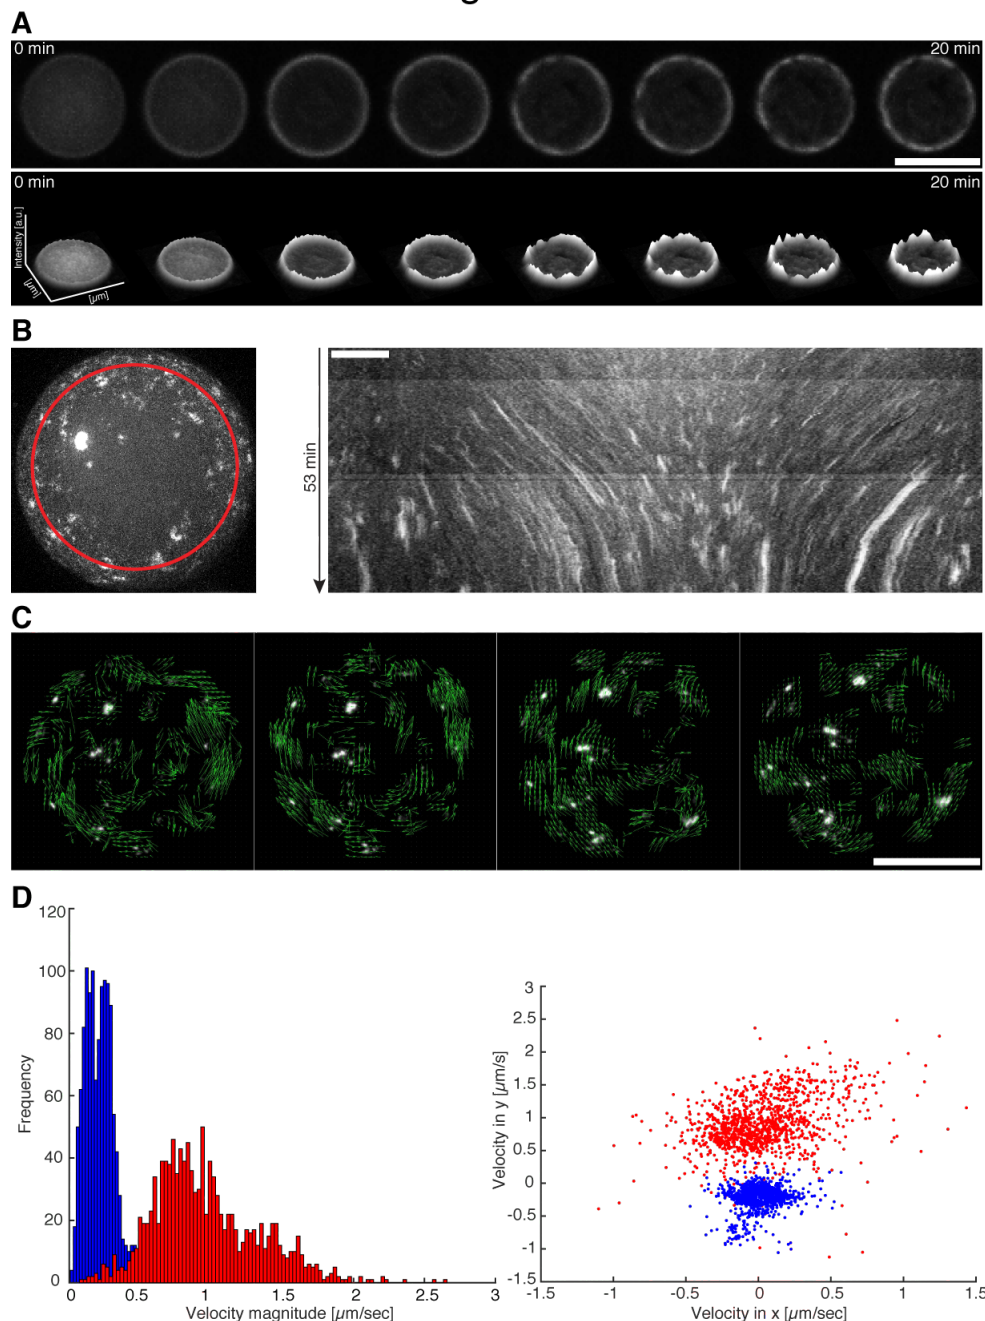 A
0 min 20 min
0 min 20 min
Intensity [a.u.]
[µm]
[µm]
B
53 min
C
D
120
100
80
60
40
20
0
Frequency
0 0.5 1 1.5 2 2.5 3
Velocity magnitude [µm/sec]
3
2.5
2
1.5
1
0.5
0
-0.5
-1
-1.5
Velocity in y [µm/s]
-1.5 -1 -0.5 0 0.5 1 1.5
Velocity in x [µm/sec]